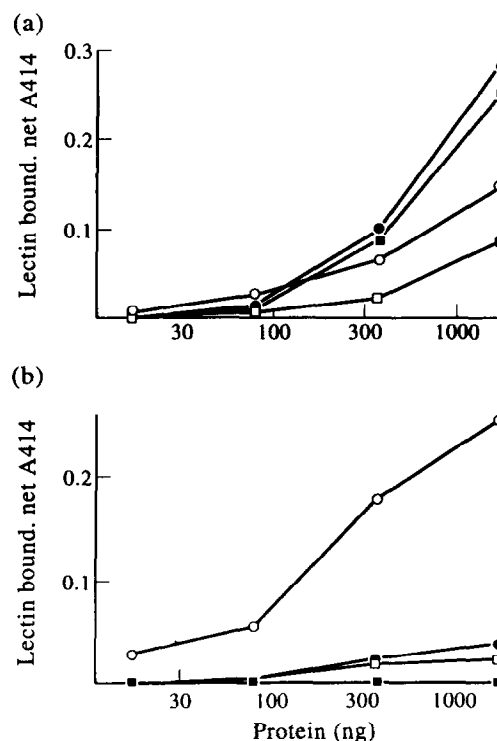 (a)
Lectin bound. net A414
0.3
0.2
0.1
30 100 300 1000
(b)
Lectin bound. net A414
0.2
0.1
30 100 300 1000
Protein (ng)